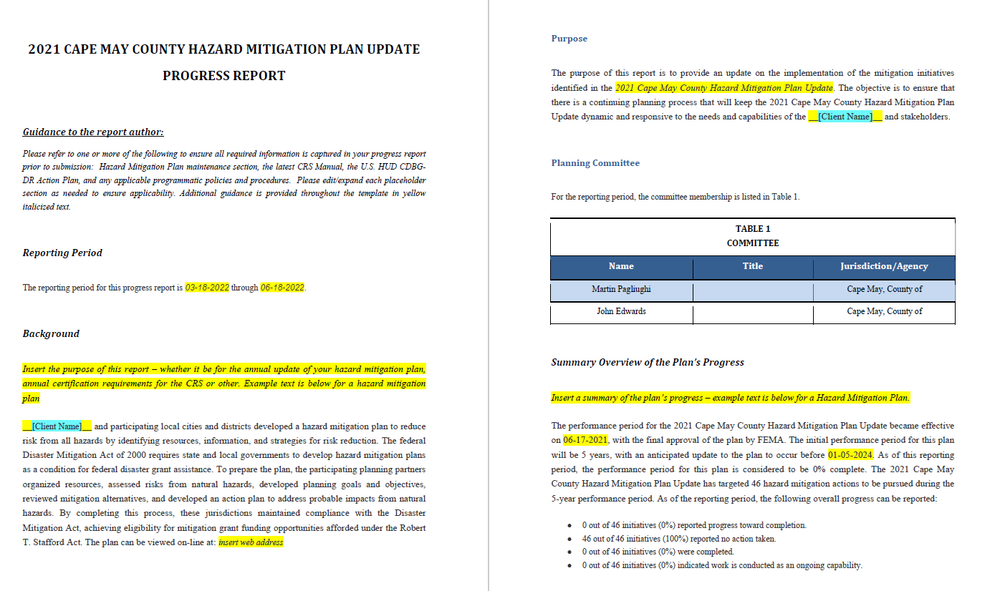 2021 CAPE MAY COUNTY HAZARD MITIGATION PLAN UPDATE
PROGRESS REPORT
Guidance to the report author:
Please refer to one or more of the following to ensure all required information is captured in your progress report
prior to submission:  Hazard Mitigation Plan maintenance section, the latest CRS Manual, the U.S. HUD CDBG-
DR Action Plan, and any applicable programmatic policies and procedures.  Please edit/expand each placeholder
section as needed to ensure applicability. Additional guidance is provided throughout the template in yellow
italicized text.
Reporting Period
The reporting period for this progress report is 03-18-2022 through 06-18-2022.
Background
Insert the purpose of this report – whether it be for the annual update of your hazard mitigation plan,
annual certification requirements for the CRS or other. Example text is below for a hazard mitigation
plan
__[Client Name]__ and participating local cities and districts developed a hazard mitigation plan to reduce
risk from all hazards by identifying resources, information, and strategies for risk reduction. The federal
Disaster Mitigation Act of 2000 requires state and local governments to develop hazard mitigation plans
as a condition for federal disaster grant assistance. To prepare the plan, the participating planning partners
organized resources, assessed risks from natural hazards, developed planning goals and objectives,
reviewed mitigation alternatives, and developed an action plan to address probable impacts from natural
hazards. By completing this process, these jurisdictions maintained compliance with the Disaster
Mitigation Act, achieving eligibility for mitigation grant funding opportunities afforded under the Robert
T. Stafford Act. The plan can be viewed on-line at: insert web address
Purpose
The purpose of this report is to provide an update on the implementation of the mitigation initiatives
identified in the 2021 Cape May County Hazard Mitigation Plan Update. The objective is to ensure that
there is a continuing planning process that will keep the 2021 Cape May County Hazard Mitigation Plan
Update dynamic and responsive to the needs and capabilities of the __[Client Name]__ and stakeholders.
Planning Committee
For the reporting period, the committee membership is listed in Table 1.
TABLE 1
COMMITTEE
Name Title Jurisdiction/Agency
Martin Pagliughi Cape May, County of
John Edwards Cape May, County of
Summary Overview of the Plan's Progress
Insert a summary of the plan's progress – example text is below for a Hazard Mitigation Plan.
The performance period for the 2021 Cape May County Hazard Mitigation Plan Update became effective
on 06-17-2021, with the final approval of the plan by FEMA. The initial performance period for this plan
will be 5 years, with an anticipated update to the plan to occur before 01-05-2024. As of this reporting
period, the performance period for this plan is considered to be 0% complete. The 2021 Cape May
County Hazard Mitigation Plan Update has targeted 46 hazard mitigation actions to be pursued during the
5-year performance period. As of the reporting period, the following overall progress can be reported:
● 0 out of 46 initiatives (0%) reported progress toward completion.
● 46 out of 46 initiatives (100%) reported no action taken.
● 0 out of 46 initiatives (0%) were completed.
● 0 out of 46 initiatives (0%) indicated work is conducted as an ongoing capability.